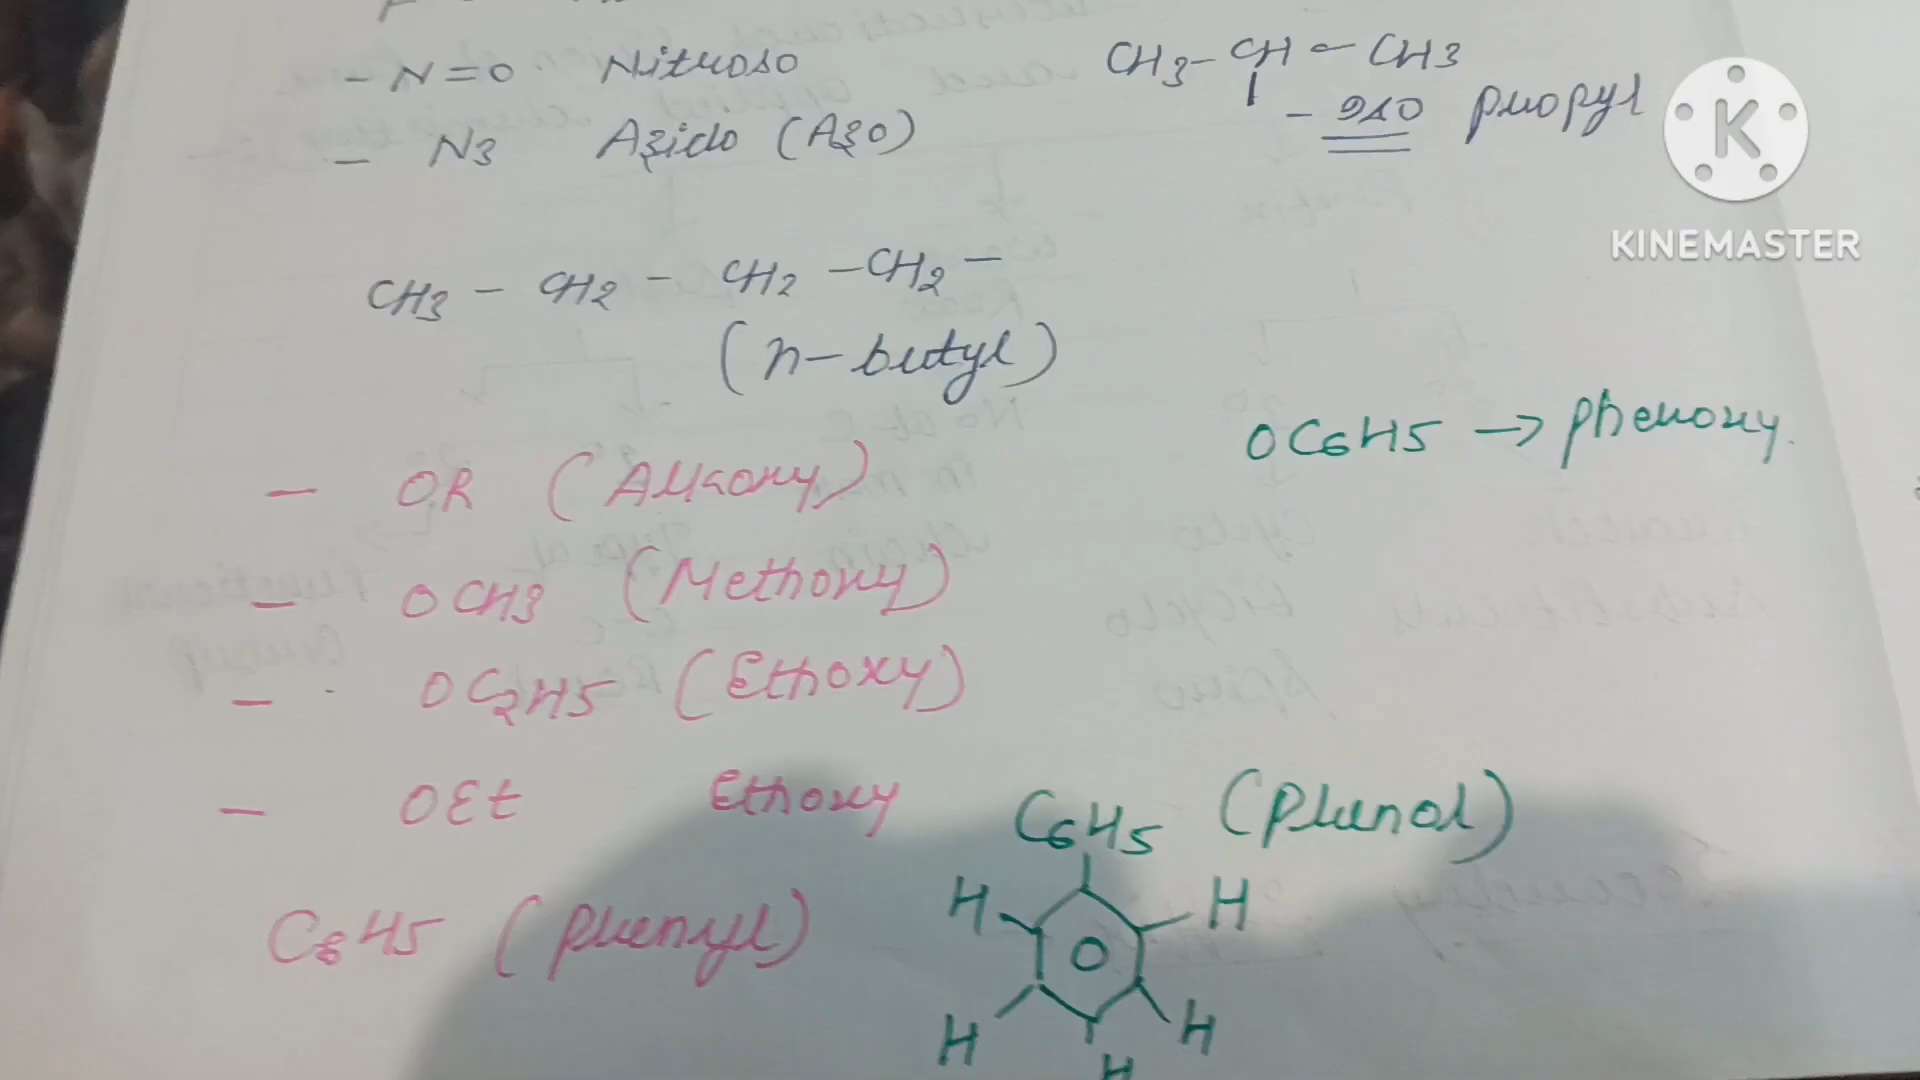 - N=O Nitroso
- N3 Azido (Azo)
CH3 - CH - CH3
- iso propyl
KINEMASTER
CH3 - CH2 - CH2 - CH2 -
(n-butyl)
OC6H5 → phenoxy.
- OR (Alkoxy)
- OCH3 (Methoxy)
- OC2H5 (Ethoxy)
- OEt Ethoxy
C6H5 (phenol)
C6H5 (phenyl)
H H
H H
H